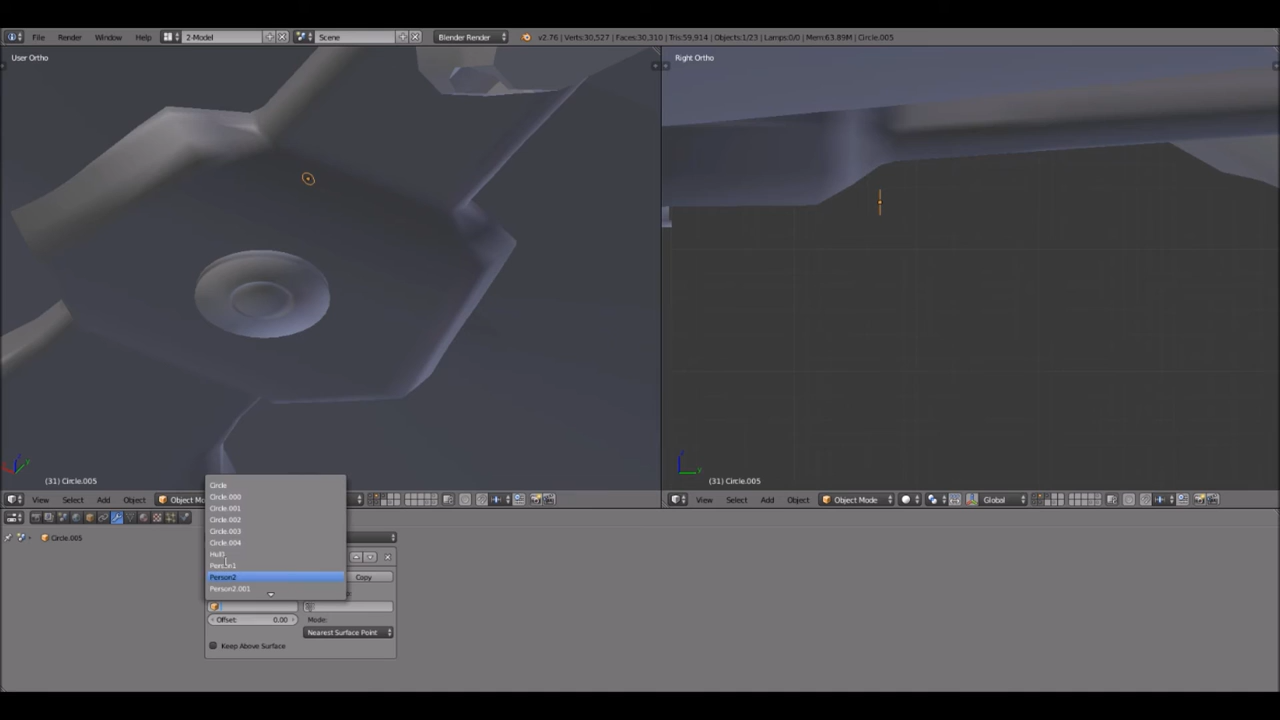 File Render Window Help 2-Model Scene Blender Render v2.76 | Verts:30,527 | Faces:30,310 | Tris:59,914 | Objects:1/23 | Lamps:0/0 | Mem:63.89M | Circle.005
User Ortho
Right Ortho
(31) Circle.005
(31) Circle.005
View Select Add Object Object Mo
View Select Add Object Object Mode Global
Circle
Circle.000
Circle.001
Circle.002
Circle.003
Circle.004
Hull
Person1
Person2
Person2.001
Circle.005
Copy
Offset: 0.00
Mode:
Nearest Surface Point
Keep Above Surface